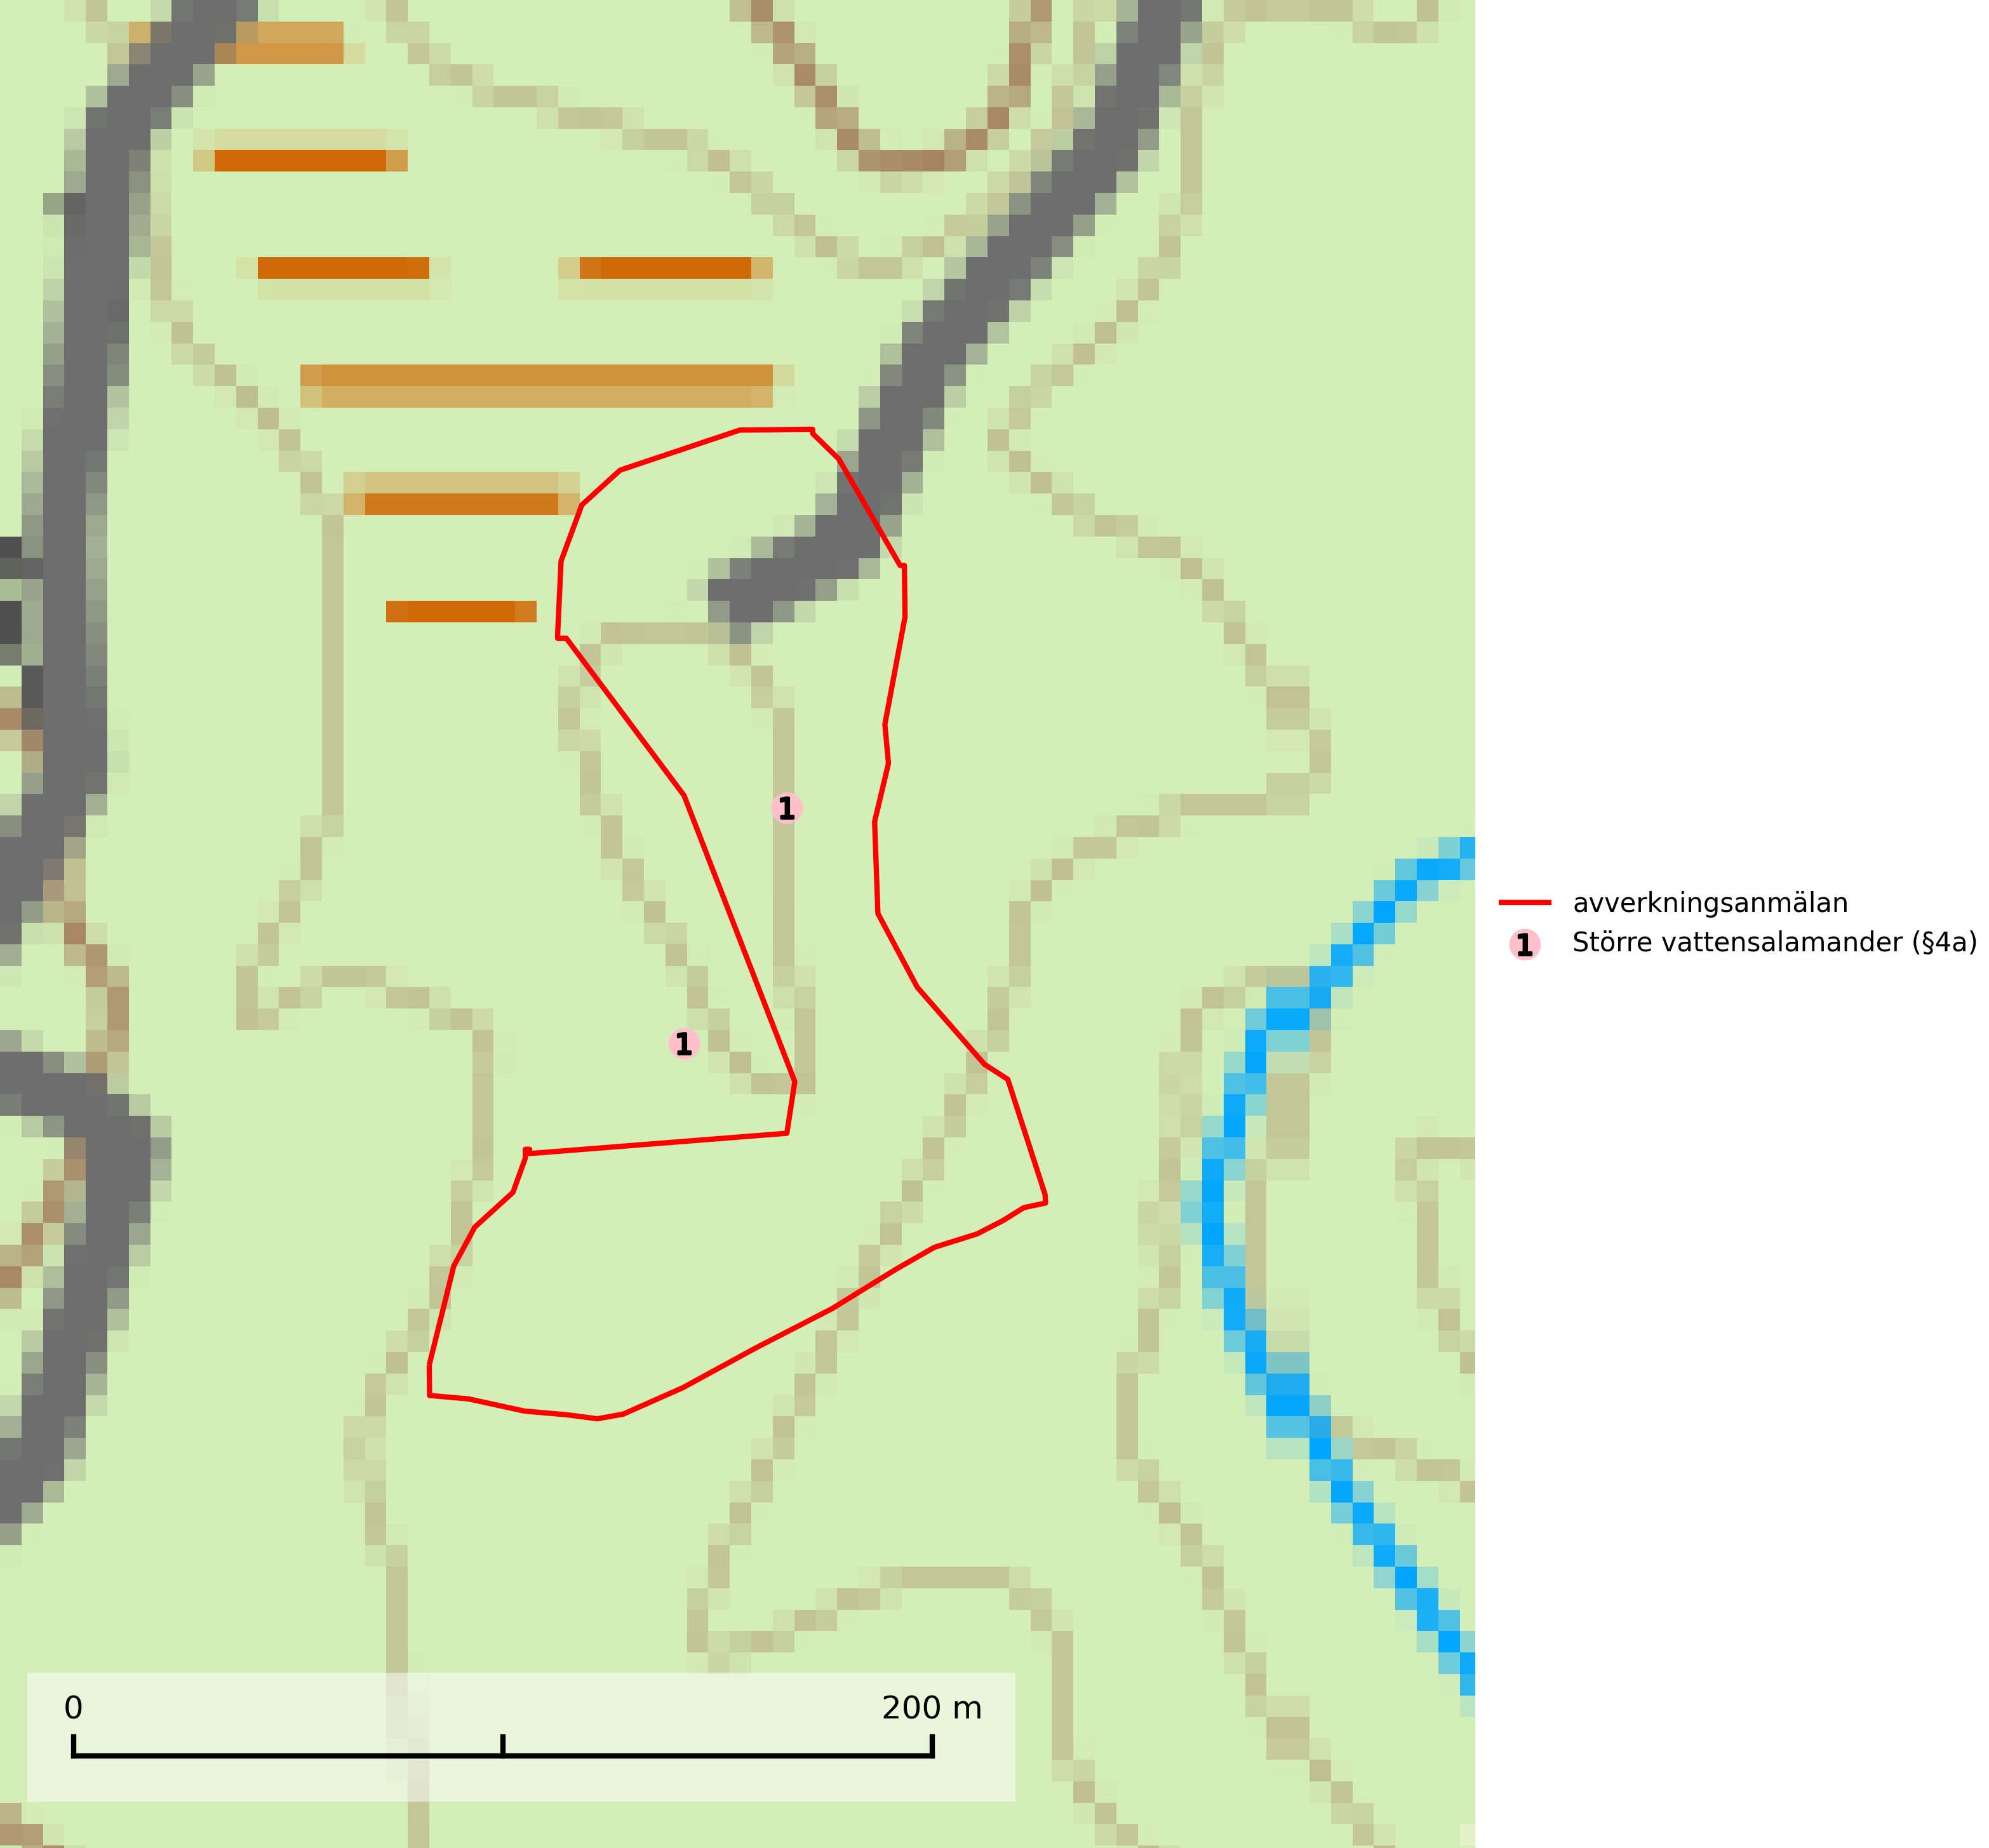 1
1
avverkningsanmälan
1 Större vattensalamander (§4a)
0 200 m